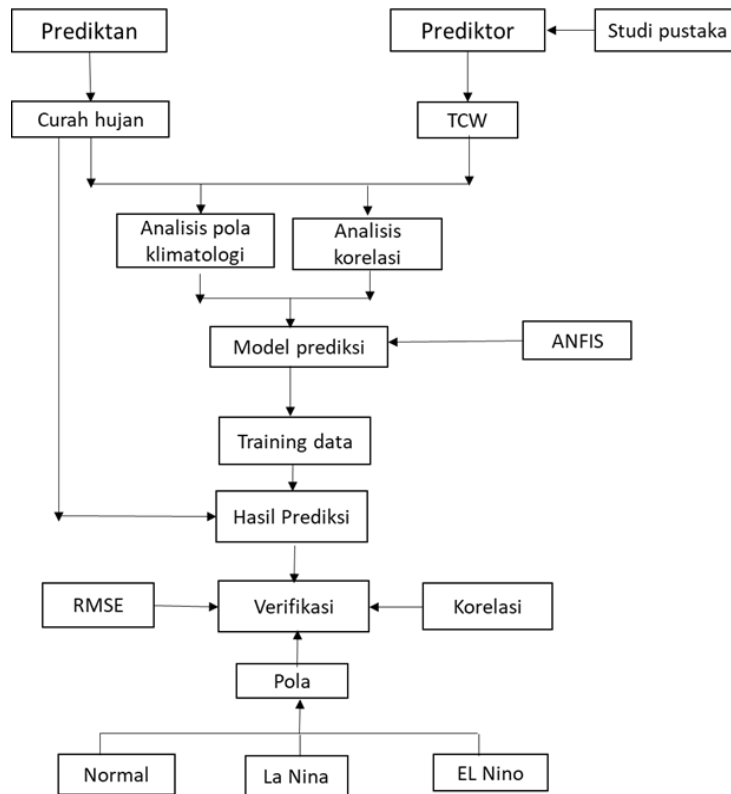 Prediktan
Prediktor
Studi pustaka
Curah hujan
TCW
Analisis pola
klimatologi
Analisis
korelasi
Model prediksi
ANFIS
Training data
Hasil Prediksi
RMSE
Verifikasi
Korelasi
Pola
Normal
La Nina
EL Nino